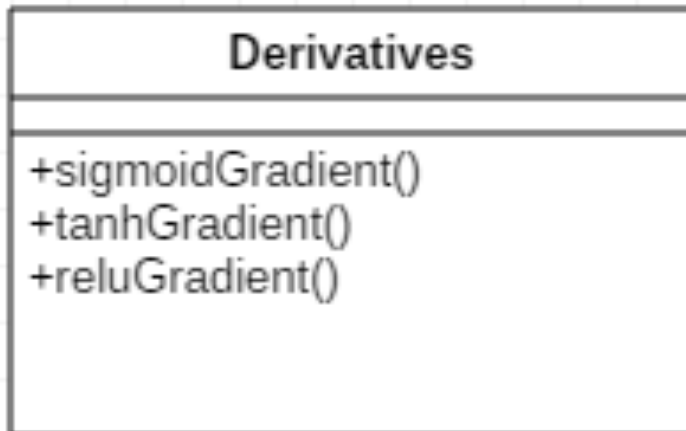 Derivatives
+sigmoidGradient()
+tanhGradient()
+reluGradient()